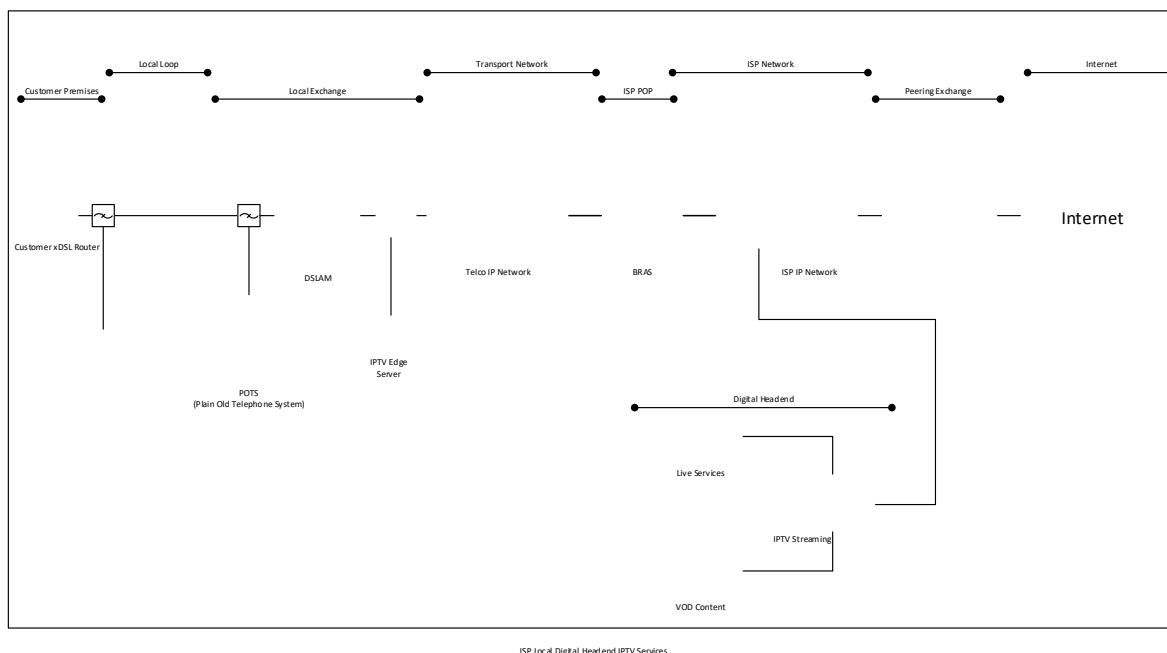 Local Loop
Transport Network
ISP Network
Internet
Customer Premises
Local Exchange
ISP POP
Peering Exchange
Internet
Customer xDSL Router
DSLAM
Telco IP Network
BRAS
ISP IP Network
IPTV Edge
Server
POTS
(Plain Old Telephone System)
Digital Headend
Live Services
IPTV Streaming
VOD Content
ISP Local Digital Headend IPTV Services